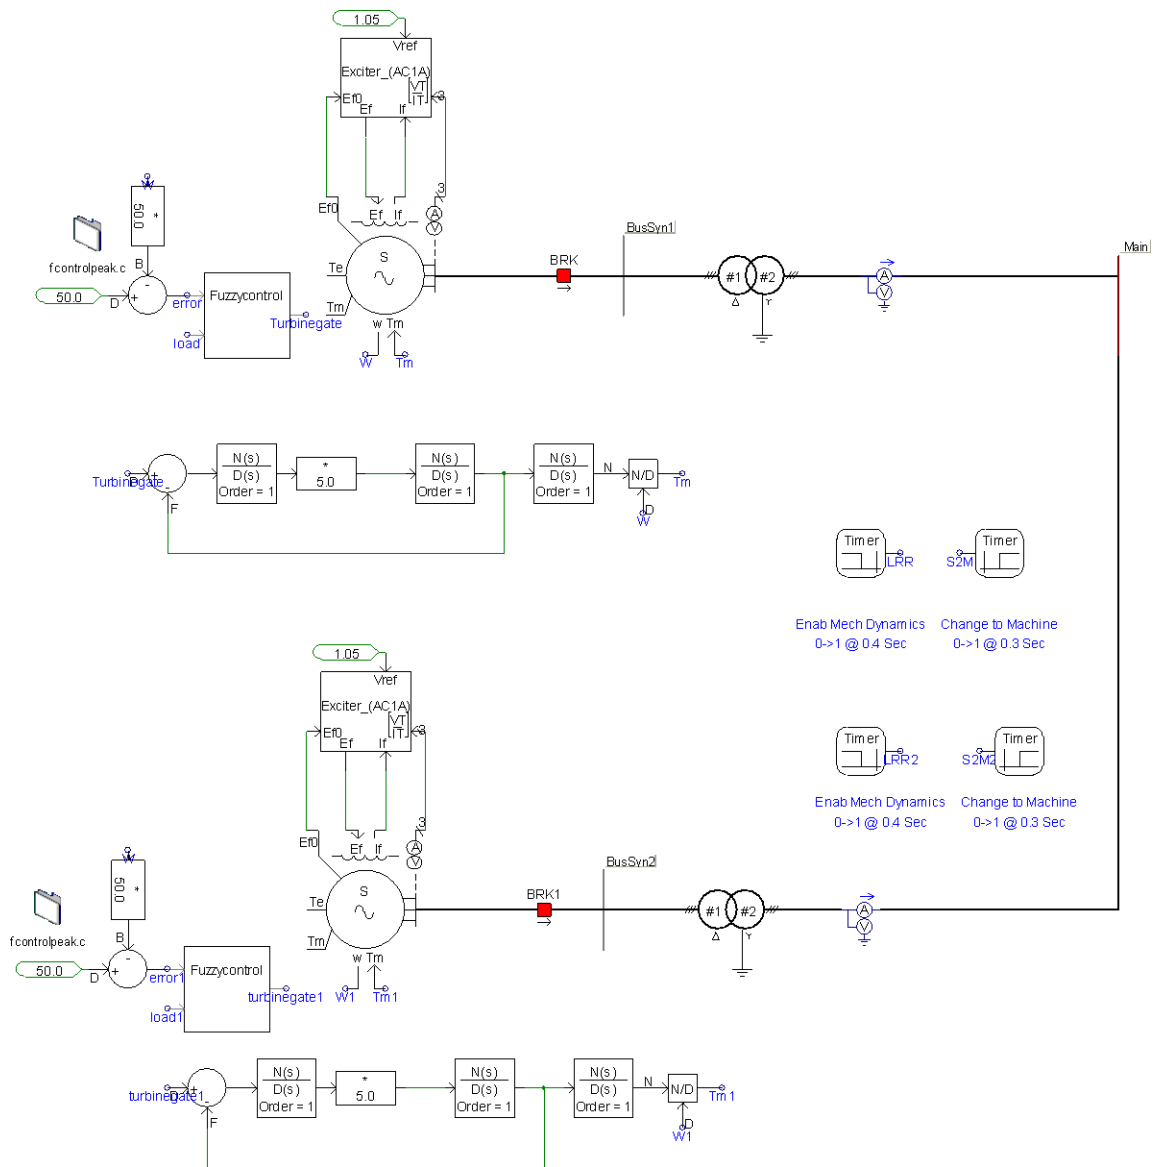 1.05
Vref
Exciter_(AC1A)
VT
IT
3
Ef0
Ef
If
3
A
V
Ef0
Ef
If
W
*
50.0
fcontrolpeak.c
B
-
50.0
D
+
error
Fuzzycontrol
load
Turbinegate
S
Te
Tm
w
Tm
W
Tm
BRK
BusSyn1
#1
#2
Δ
Y
A
V
Main
Turbinegate
D
+
-
F
N(s)
D(s)
Order = 1
*
5.0
N(s)
D(s)
Order = 1
N(s)
D(s)
Order = 1
N
N/D
D
W
Tm
Timer
LRR
S2M
Timer
Enab Mech Dynamics
0->1 @ 0.4 Sec
Change to Machine
0->1 @ 0.3 Sec
1.05
Vref
Exciter_(AC1A)
VT
IT
3
Ef0
Ef
If
3
A
V
Ef0
Ef
If
Timer
LRR2
S2M2
Timer
Enab Mech Dynamics
0->1 @ 0.4 Sec
Change to Machine
0->1 @ 0.3 Sec
W
*
50.0
fcontrolpeak.c
B
-
50.0
D
+
error1
Fuzzycontrol
load1
turbinegate1
S
Te
Tm
w
Tm
W1
Tm1
BRK1
BusSyn2
#1
#2
Δ
Y
A
V
turbinegate1
D
+
-
F
N(s)
D(s)
Order = 1
*
5.0
N(s)
D(s)
Order = 1
N(s)
D(s)
Order = 1
N
N/D
D
W1
Tm1